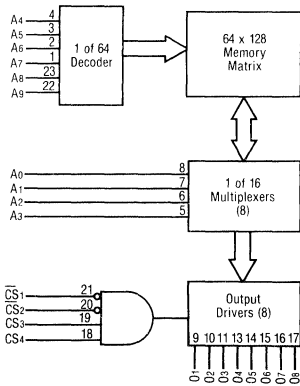 A4 4
A5 3
A6 2
A7 1
A8 23
A9 22
1 of 64
Decoder
64 x 128
Memory
Matrix
A0 8
A1 7
A2 6
A3 5
1 of 16
Multiplexers
(8)
C̅S̅1 21
C̅S̅2 20
CS3 19
CS4 18
Output
Drivers (8)
9 10 11 13 14 15 16 17
O1 O2 O3 O4 O5 O6 O7 O8